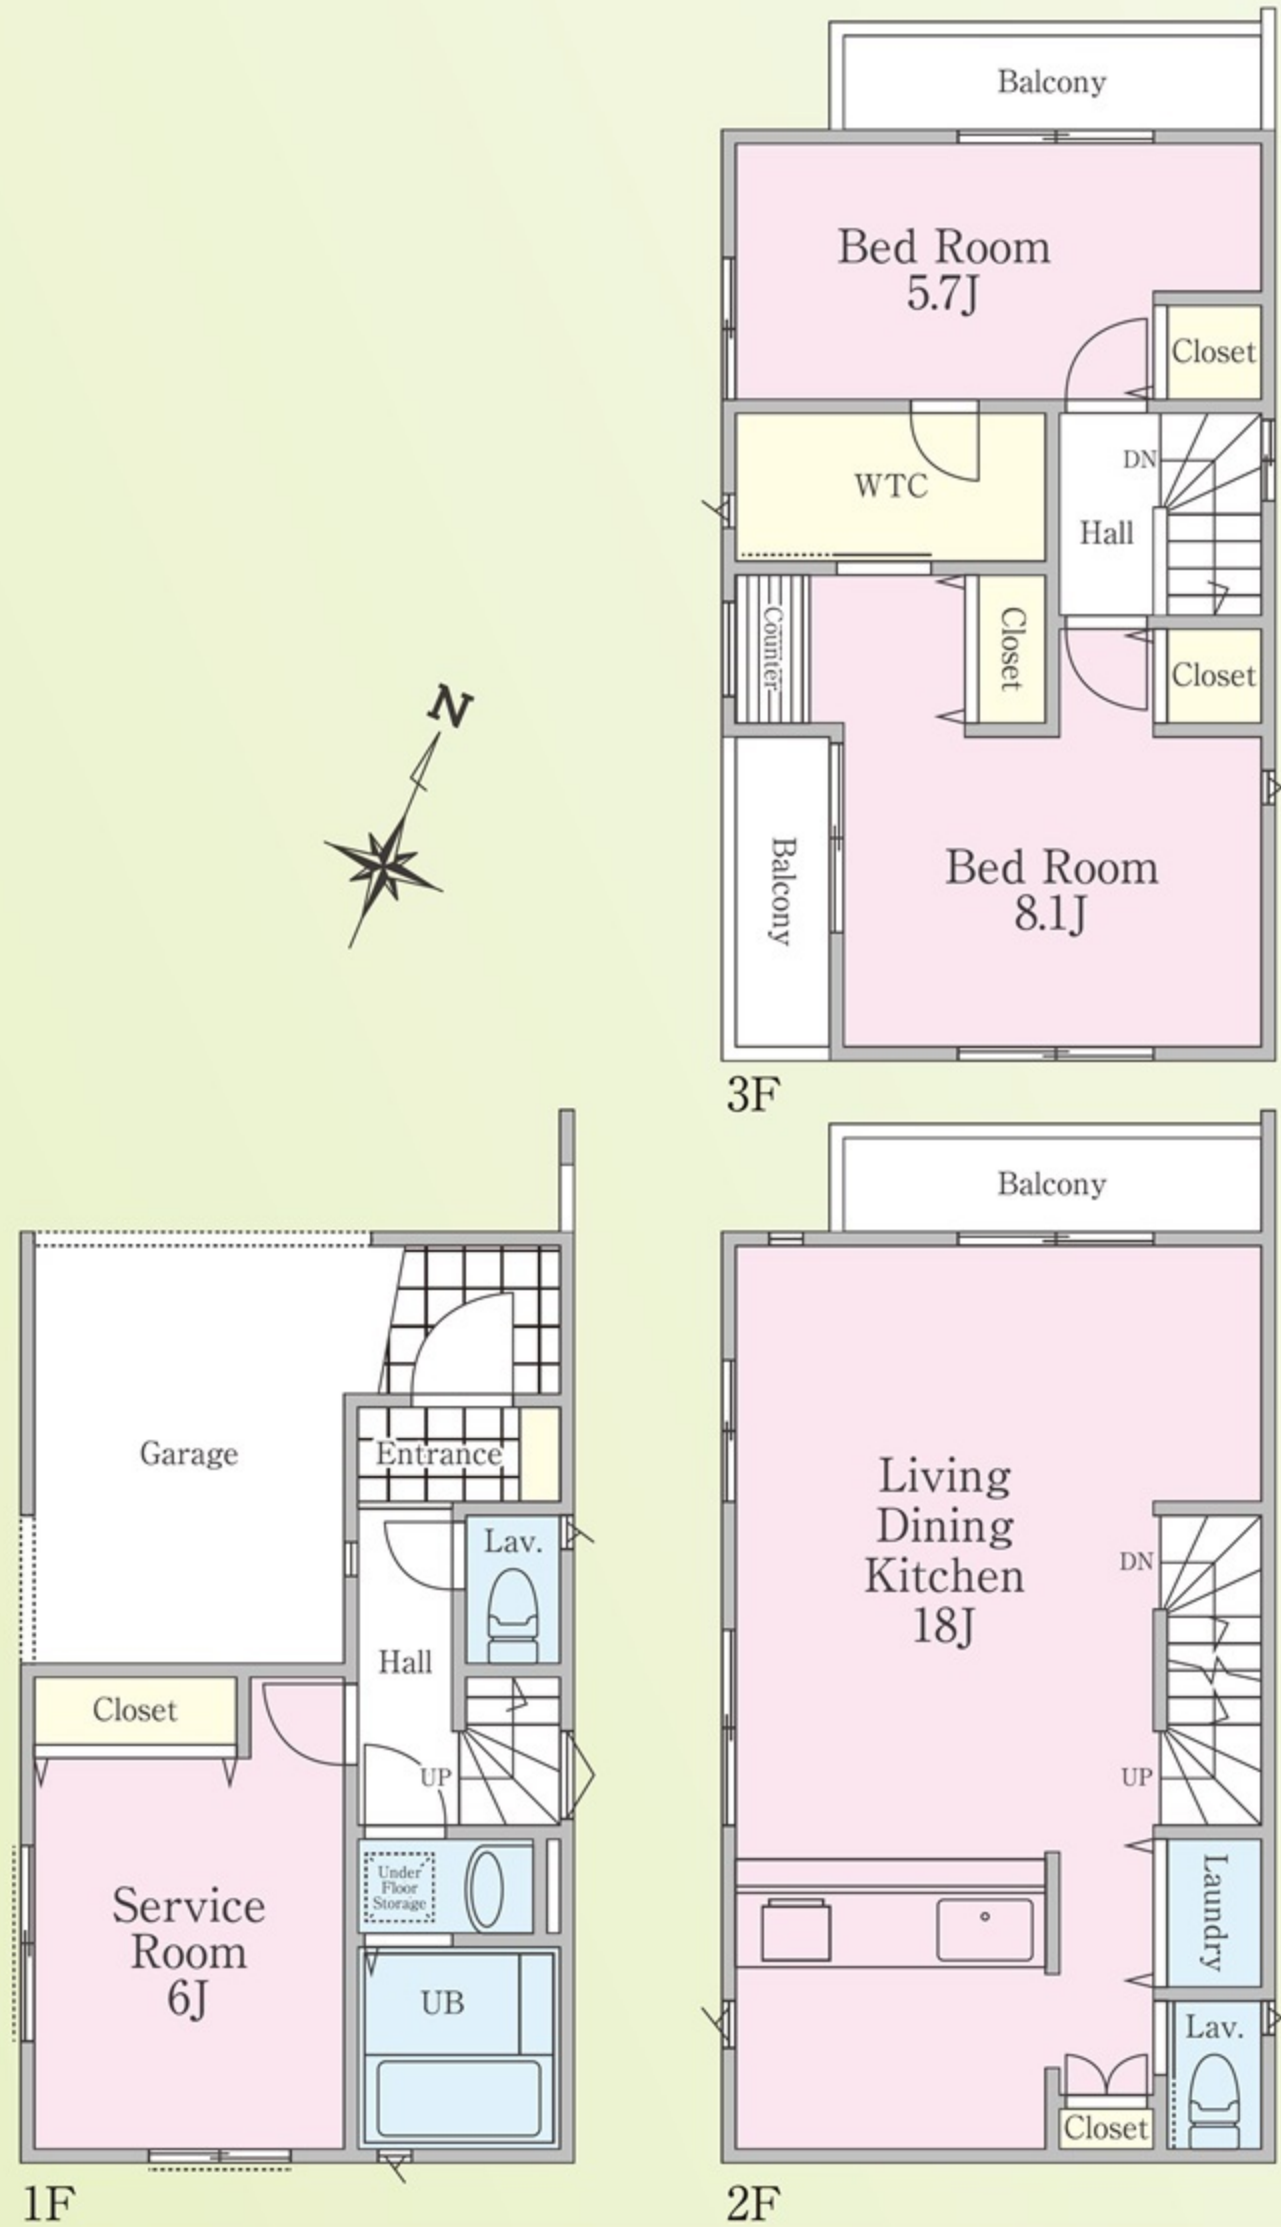 Balcony
Bed Room
5.7J
Closet
WTC
DN
Hall
Counter
Closet
Closet
Balcony
Bed Room
8.1J
3F
N
Garage
Entrance
Lav.
Hall
Closet
UP
Under
Floor
Storage
Service
Room
6J
UB
1F
Balcony
Living
Dining
Kitchen
18J
DN
UP
Laundry
Lav.
Closet
2F